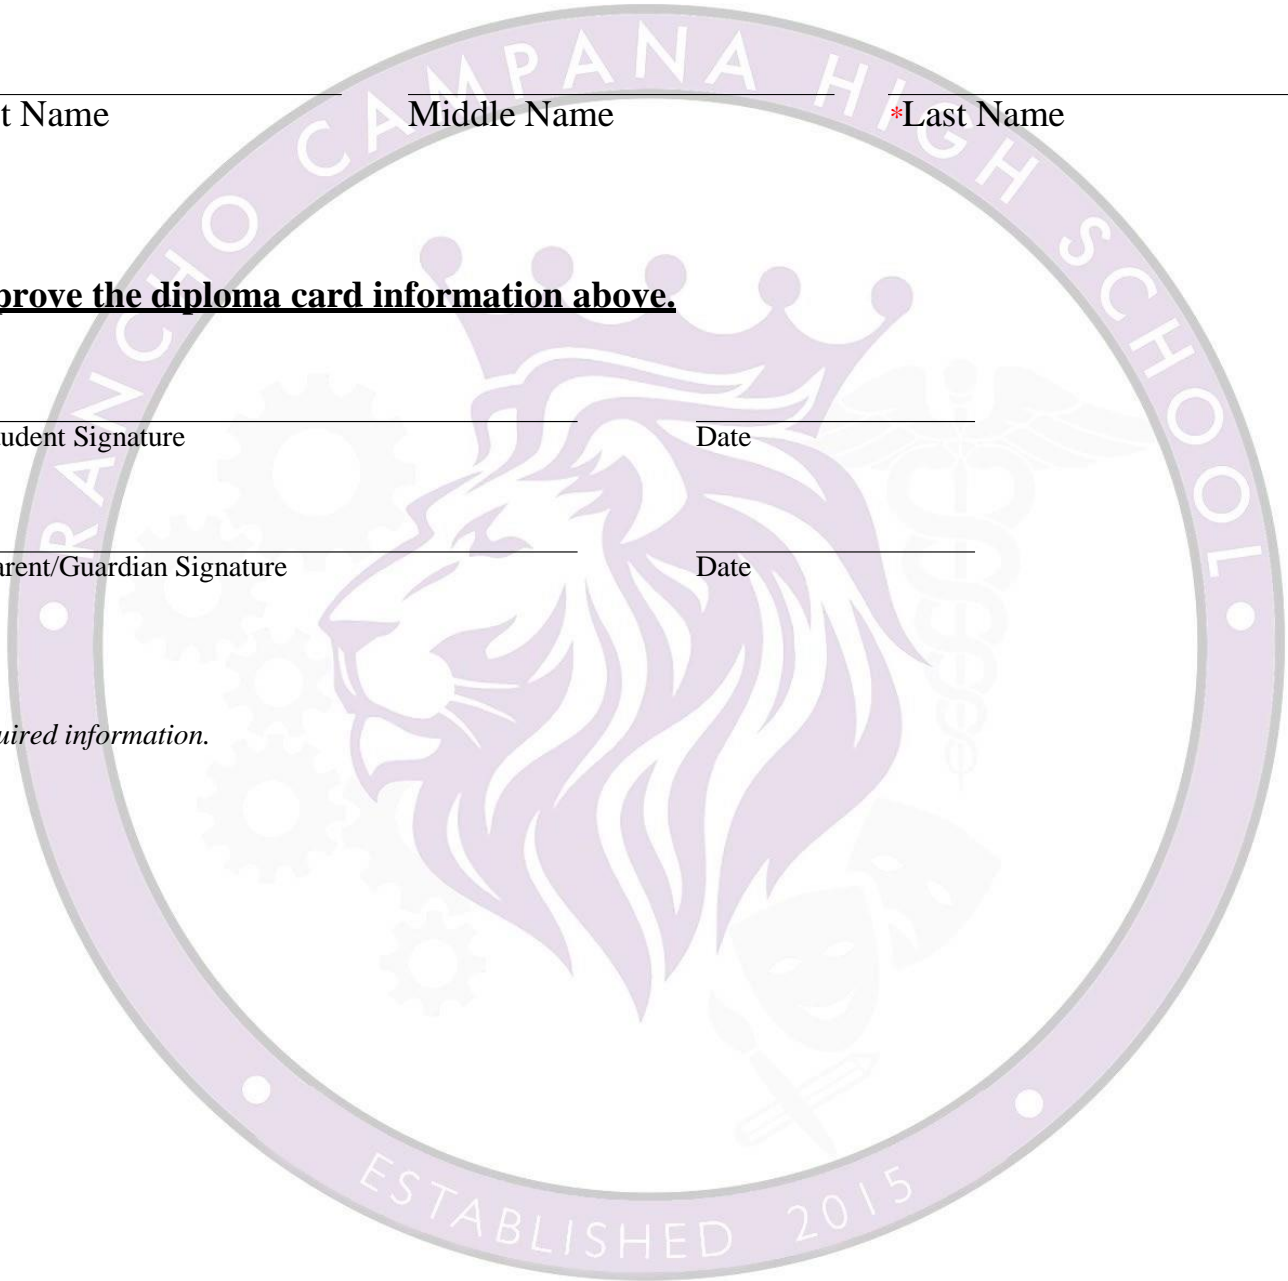 RANCHO CAMPANA HIGH SCHOOL
t Name Middle Name *Last Name
prove the diploma card information above.
udent Signature Date
arent/Guardian Signature Date
uired information.
ESTABLISHED 2015